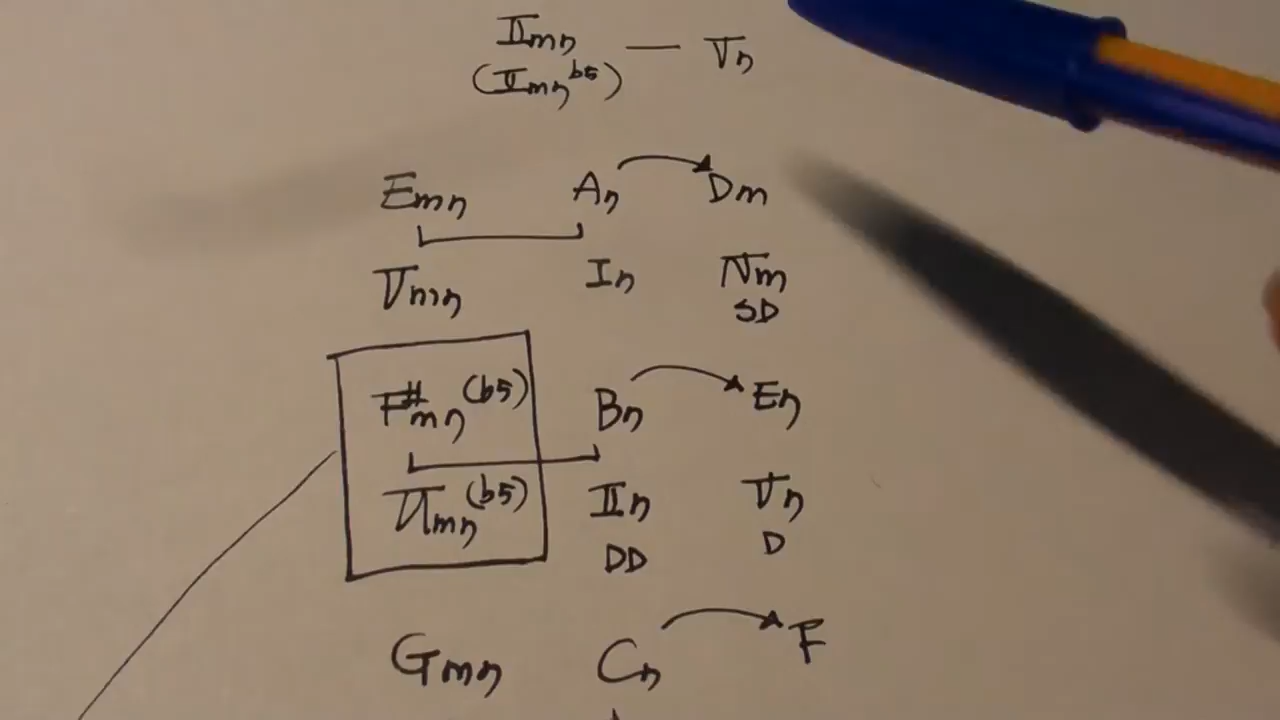 IIm7 — V7
(IIm7b5)
Em7 A7 Dm
Vm7 I7 IVm
SD
F#m7(b5) B7 E7
VIm7(b5) II7 V7
DD D
Gm7 C7 F